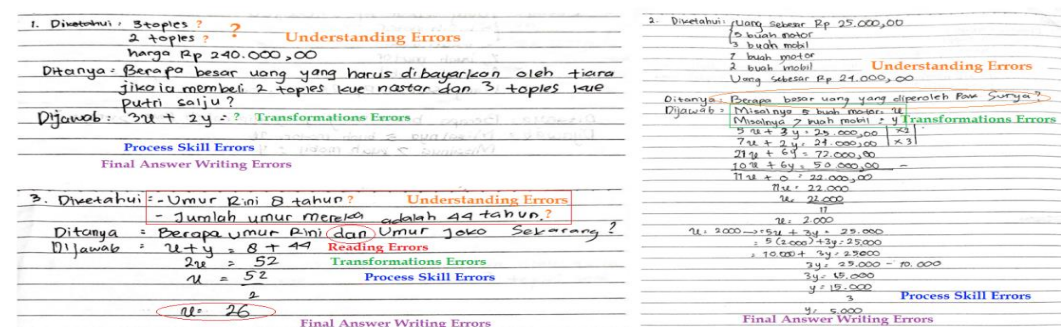 1. Diketahui : 3 toples ?
2 toples ? ? Understanding Errors
harga Rp 240.000,00
Ditanya : Berapa besar uang yang harus dibayarkan oleh tiara
jika ia membeli 2 toples kue nastar dan 3 toples kue
putri salju ?
Dijawab : 3x + 2y = ? Transformations Errors
Process Skill Errors
Final Answer Writing Errors
3. Diketahui : - Umur Rini 8 tahun ? Understanding Errors
- Jumlah umur mereka adalah 44 tahun. ?
Ditanya : Berapa umur Rini dan Umur Joko Sekarang ?
Dijawab : x + y = 8 + 44 Reading Errors
2x = 52 Transformations Errors
x = 52 Process Skill Errors
2
x = 26
Final Answer Writing Errors
2. Diketahui : Uang sebesar Rp 25.000,00
5 buah motor
3 buah mobil
7 buah motor
2 buah mobil Understanding Errors
Uang sebesar Rp 24.000,00
Ditanya : Berapa besar uang yang diperoleh Pak Surya ?
Dijawab : Misalnya 5 buah motor : x
Misalnya 7 buah mobil : y Transformations Errors
5x + 3y = 25.000,00 | x2
7x + 2y = 24.000,00 | x3
21x + 6y = 72.000,00
10x + 6y = 50.000,00 -
11x + 0 = 22.000,00
11x = 22.000
x = 22.000
11
x = 2.000
x = 2000 → 5x + 3y = 25.000
= 5 (2.000) + 3y = 25.000
= 10.000 + 3y = 25000
3y = 25.000 - 10.000
3y = 15.000
y = 15.000
3 Process Skill Errors
y = 5.000
Final Answer Writing Errors